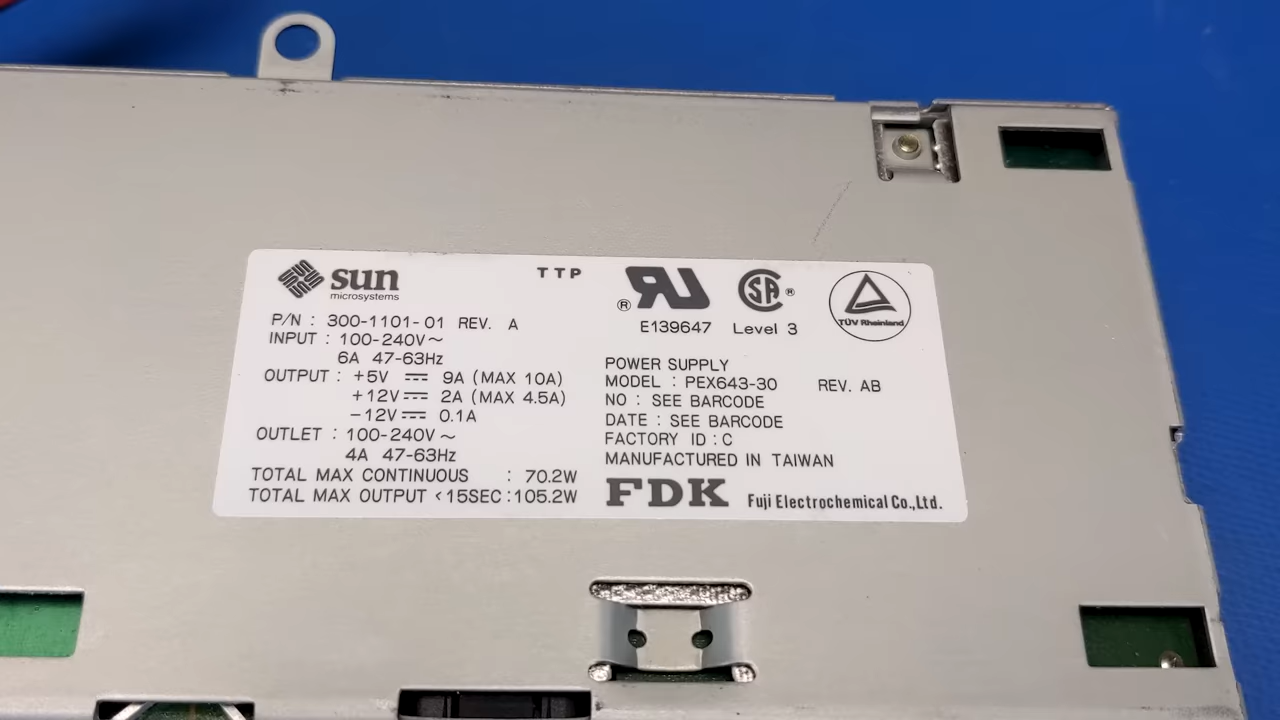 sun
microsystems
TTP
P/N : 300-1101-01 REV. A
INPUT : 100-240V~
6A 47-63Hz
OUTPUT : +5V ⎓ 9A (MAX 10A)
+12V ⎓ 2A (MAX 4.5A)
-12V ⎓ 0.1A
OUTLET : 100-240V~
4A 47-63Hz
TOTAL MAX CONTINUOUS : 70.2W
TOTAL MAX OUTPUT <15SEC : 105.2W
RU ®
E139647
SA ®
Level 3
TÜV Rheinland
POWER SUPPLY
MODEL : PEX643-30 REV. AB
NO : SEE BARCODE
DATE : SEE BARCODE
FACTORY ID : C
MANUFACTURED IN TAIWAN
FDK Fuji Electrochemical Co.,Ltd.